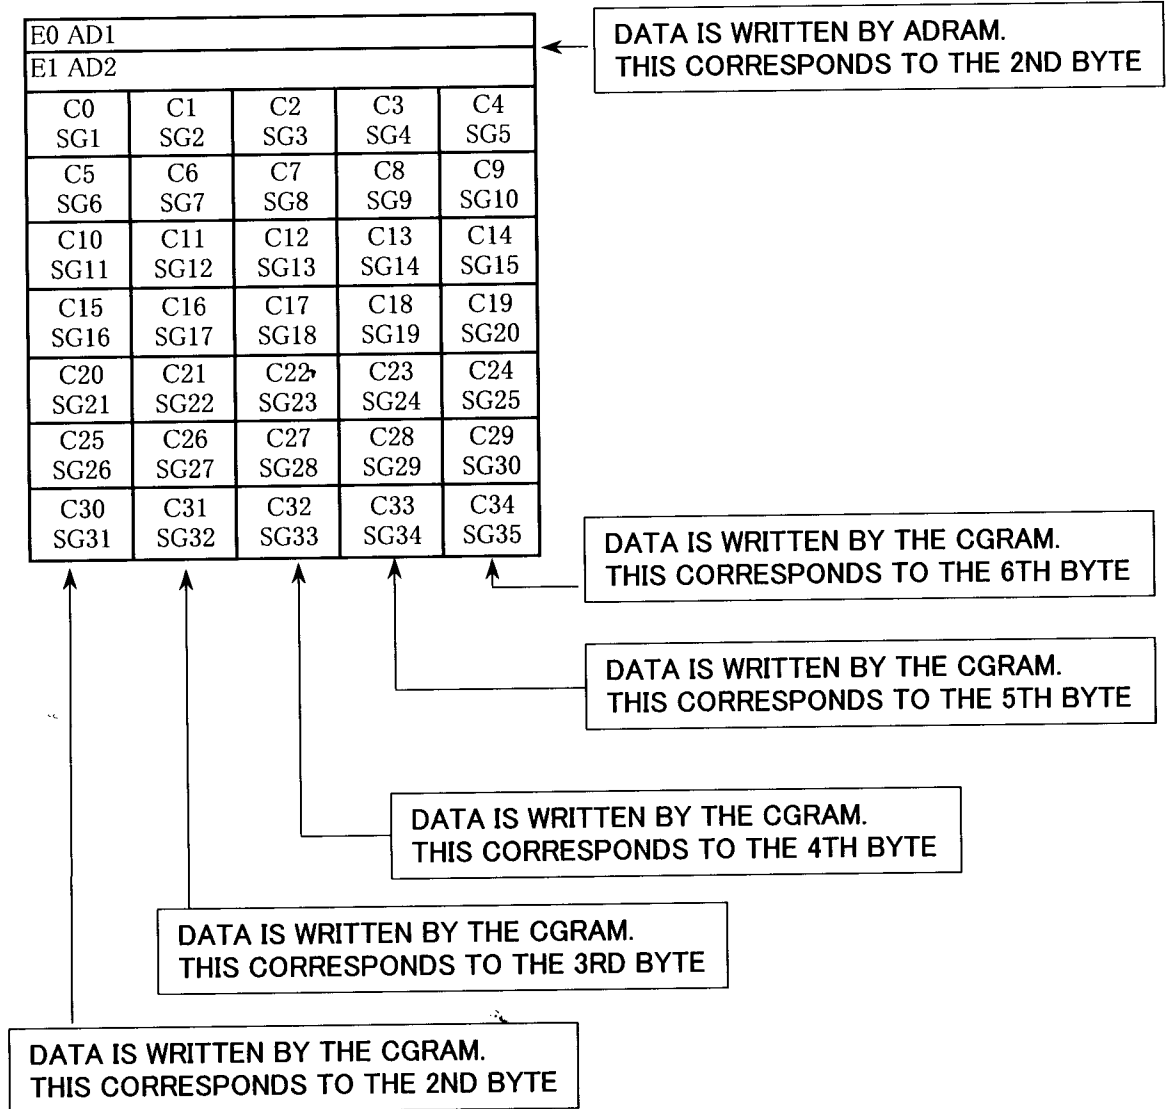 E0 AD1
E1 AD2
DATA IS WRITTEN BY ADRAM.
THIS CORRESPONDS TO THE 2ND BYTE
C0 C1 C2 C3 C4
SG1 SG2 SG3 SG4 SG5
C5 C6 C7 C8 C9
SG6 SG7 SG8 SG9 SG10
C10 C11 C12 C13 C14
SG11 SG12 SG13 SG14 SG15
C15 C16 C17 C18 C19
SG16 SG17 SG18 SG19 SG20
C20 C21 C22 C23 C24
SG21 SG22 SG23 SG24 SG25
C25 C26 C27 C28 C29
SG26 SG27 SG28 SG29 SG30
C30 C31 C32 C33 C34
SG31 SG32 SG33 SG34 SG35
DATA IS WRITTEN BY THE CGRAM.
THIS CORRESPONDS TO THE 6TH BYTE
DATA IS WRITTEN BY THE CGRAM.
THIS CORRESPONDS TO THE 5TH BYTE
DATA IS WRITTEN BY THE CGRAM.
THIS CORRESPONDS TO THE 4TH BYTE
DATA IS WRITTEN BY THE CGRAM.
THIS CORRESPONDS TO THE 3RD BYTE
DATA IS WRITTEN BY THE CGRAM.
THIS CORRESPONDS TO THE 2ND BYTE